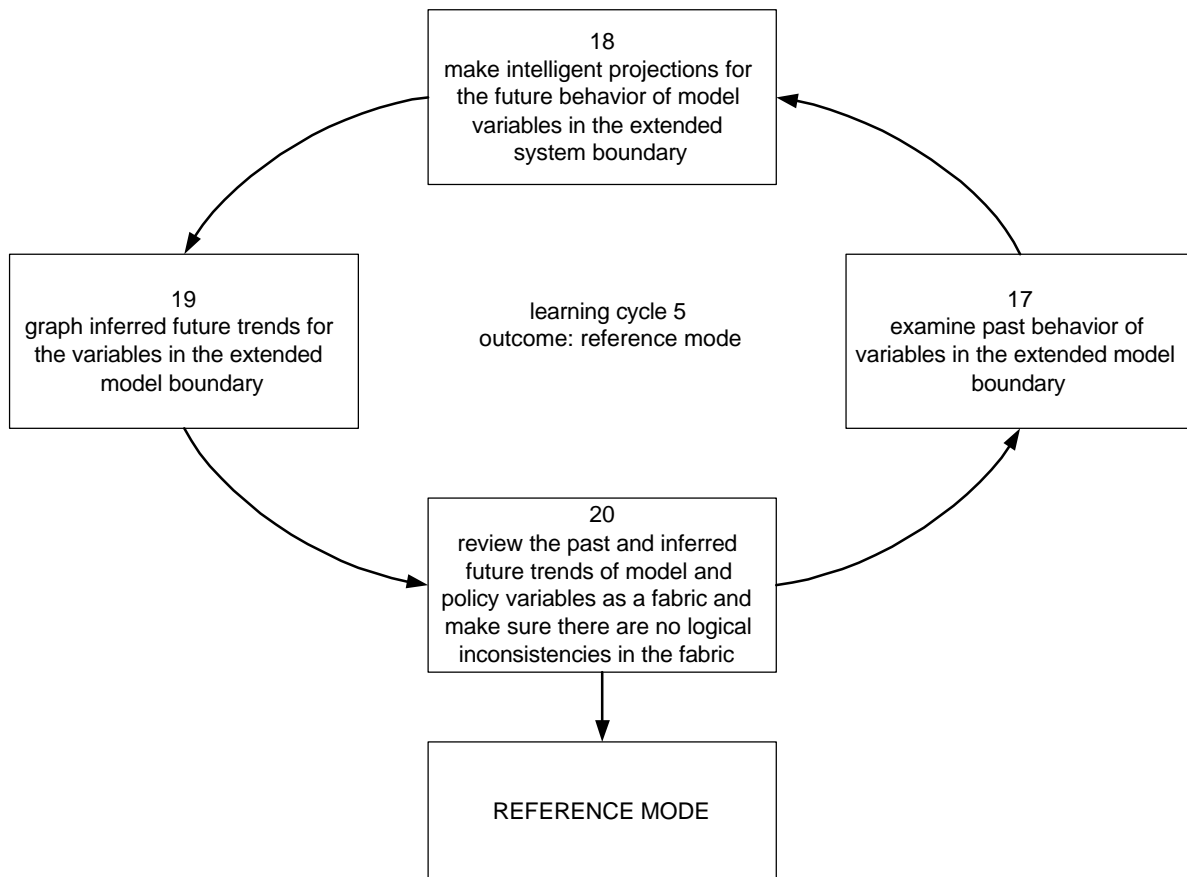 18
make intelligent projections for
the future behavior of model
variables in the extended
system boundary
19
graph inferred future trends for
the variables in the extended
model boundary
learning cycle 5
outcome: reference mode
17
examine past behavior of
variables in the extended model
boundary
20
review the past and inferred
future trends of model and
policy variables as a fabric and
make sure there are no logical
inconsistencies in the fabric
REFERENCE MODE